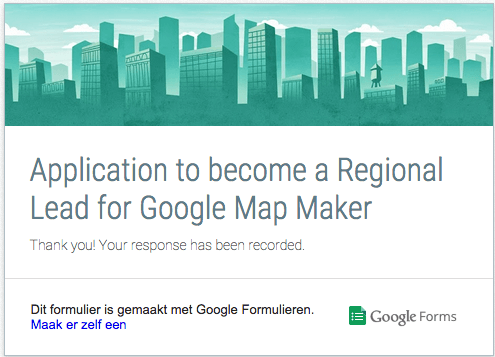 Application to become a Regional
Lead for Google Map Maker
Thank you! Your response has been recorded.
Dit formulier is gemaakt met Google Formulieren.
Maak er zelf een
Google Forms